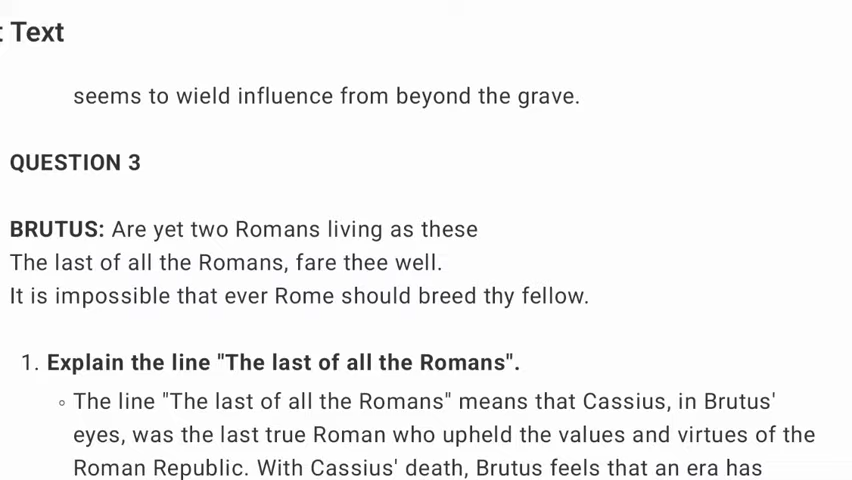 : Text
seems to wield influence from beyond the grave.
QUESTION 3
BRUTUS: Are yet two Romans living as these
The last of all the Romans, fare thee well.
It is impossible that ever Rome should breed thy fellow.
1. Explain the line "The last of all the Romans".
◦ The line "The last of all the Romans" means that Cassius, in Brutus'
eyes, was the last true Roman who upheld the values and virtues of the
Roman Republic. With Cassius' death, Brutus feels that an era has